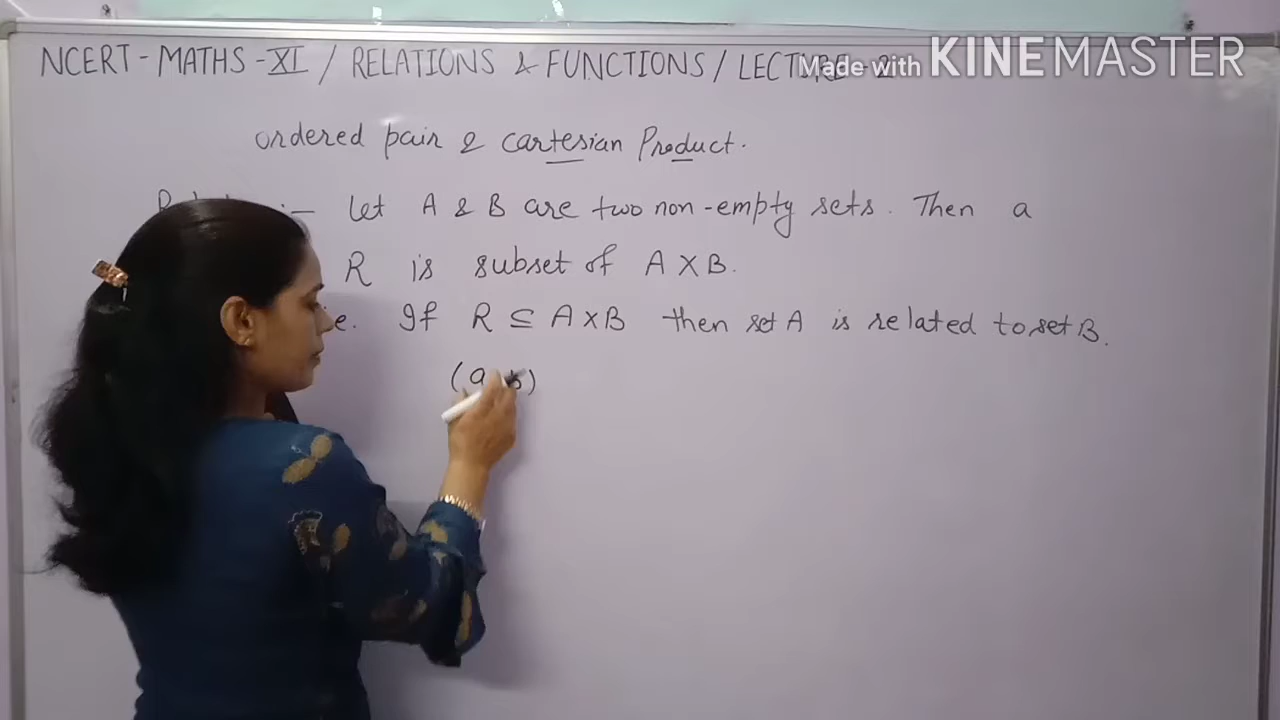 NCERT - MATHS - XI / RELATIONS & FUNCTIONS / LECTURE - 2
Made with KINEMASTER
ordered pair & cartesian Product.
:- Let A & B are two non-empty sets. Then a
R is subset of A X B.
i.e. If R ⊆ A X B then set A is related to set B.
(a, b)